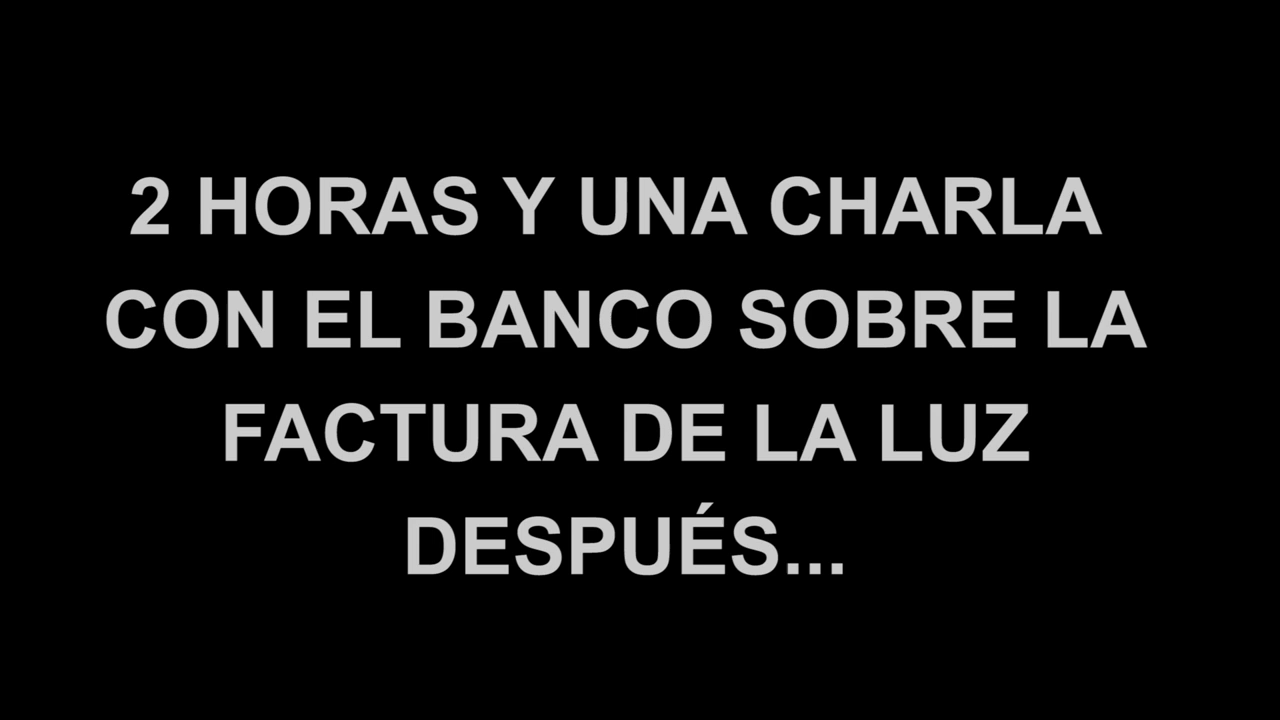 2 HORAS Y UNA CHARLA
CON EL BANCO SOBRE LA
FACTURA DE LA LUZ
DESPUÉS...